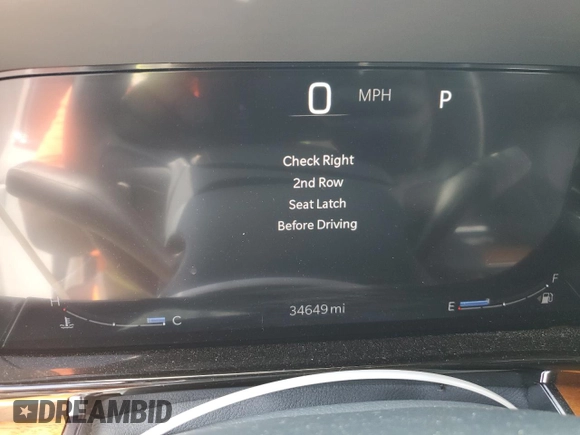 0 MPH P
Check Right
2nd Row
Seat Latch
Before Driving
H C
34649 mi
E F
DREAMBID